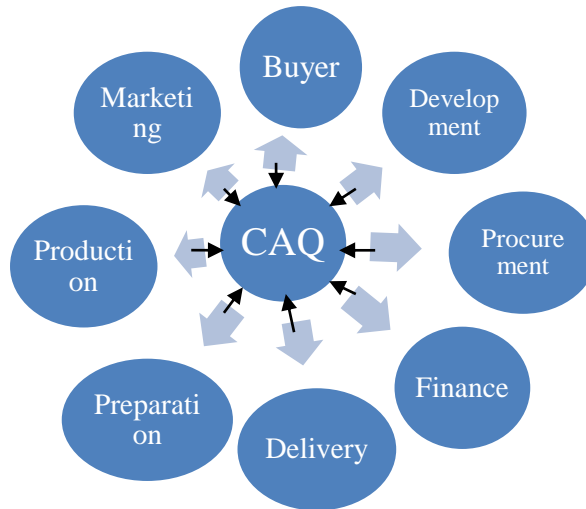 Buyer
Marketi
ng
Develop
ment
CAQ
Producti
on
Procure
ment
Finance
Preparati
on
Delivery